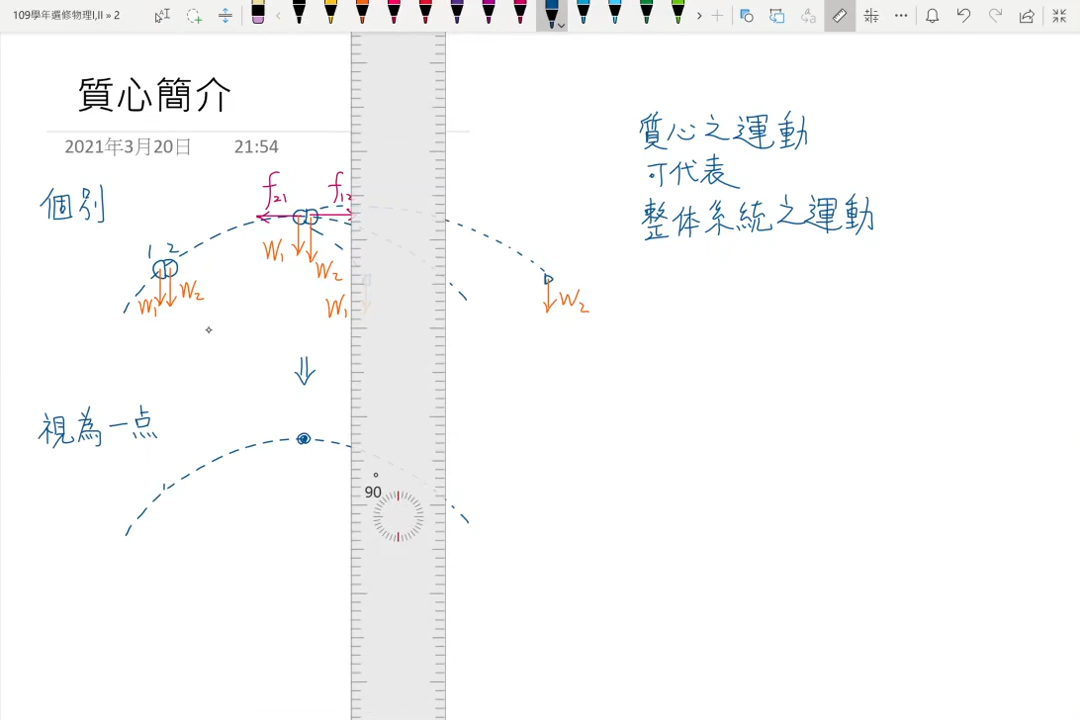 109學年選修物理I,II » 2
質心簡介
2021年3月20日 21:54
質心之運動
可代表
整体系統之運動
個別
f21 f12
1 2
W1 W2
W1 W2
W1
W2
⇓
視為一点
90°